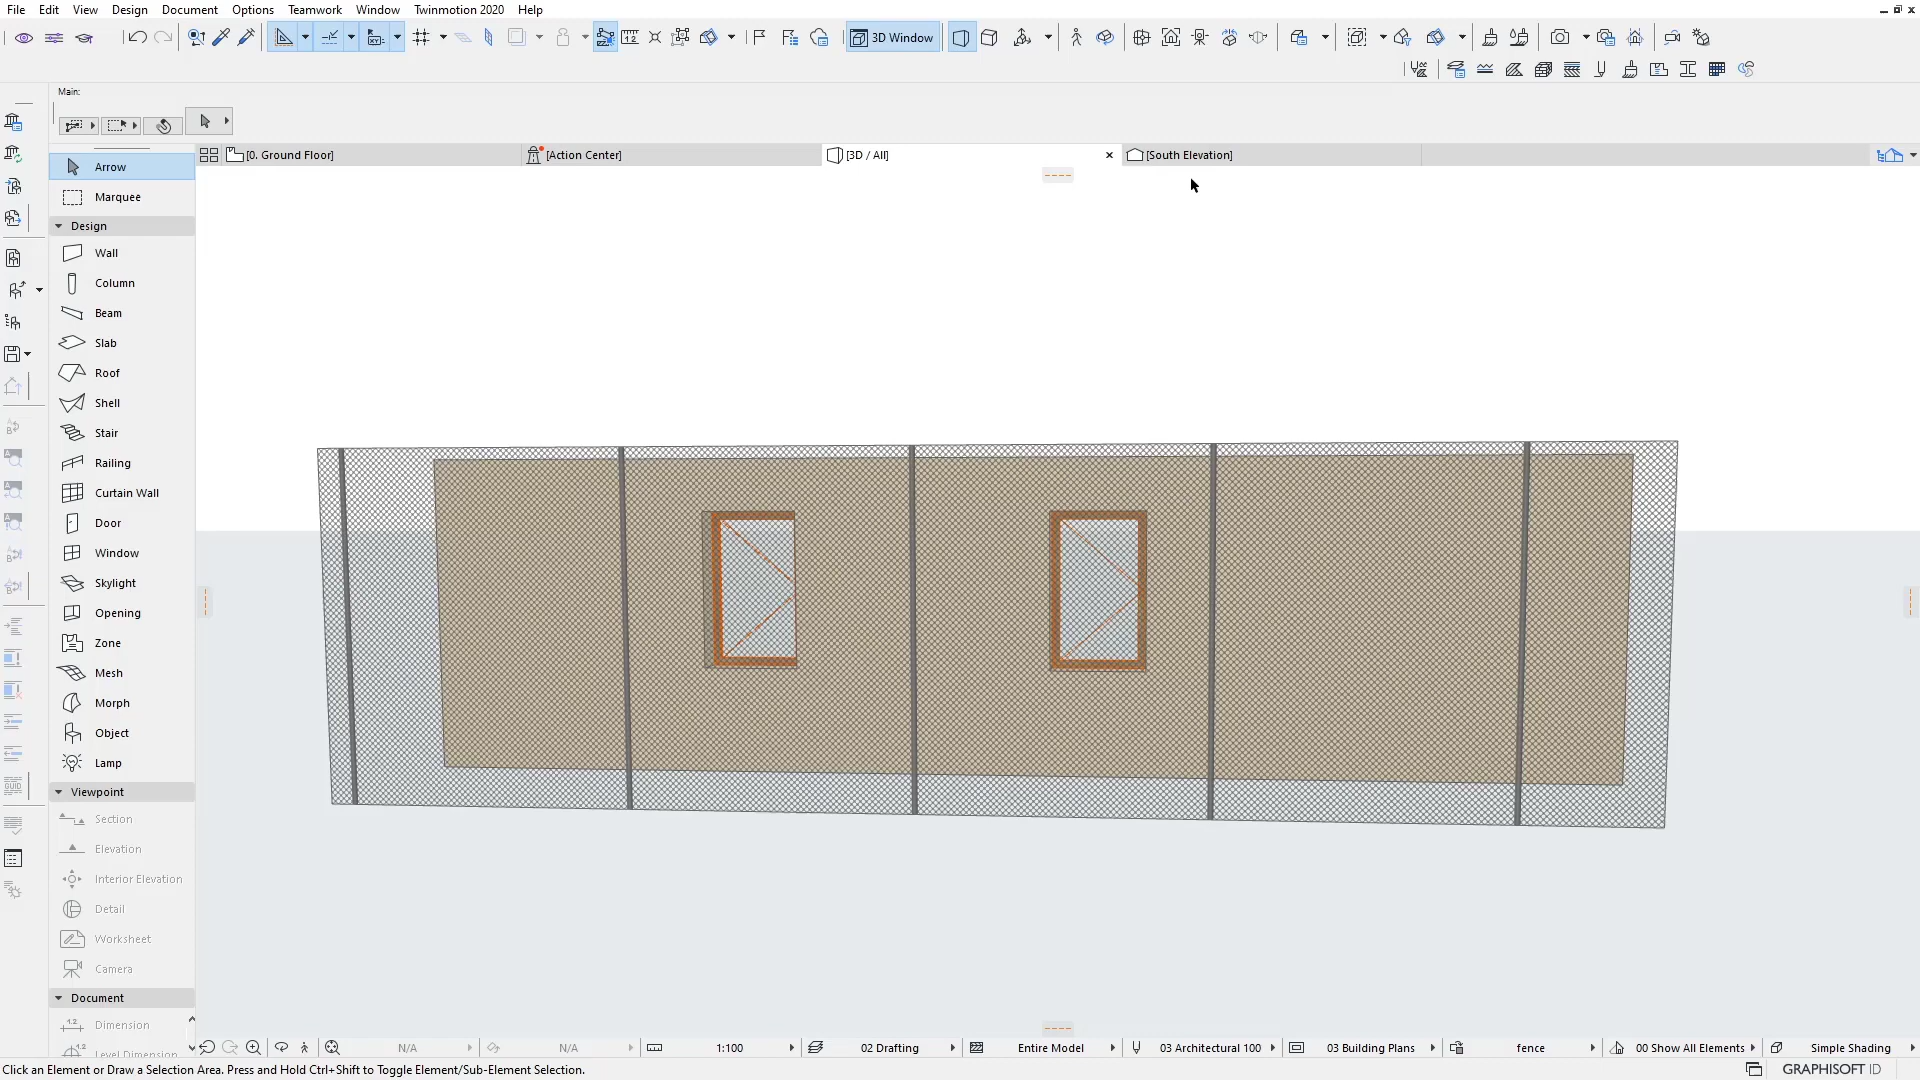 File Edit View Design Document Options Teamwork Window Twinmotion 2020 Help
3D Window
Main:
[0. Ground Floor] [Action Center] [3D / All] [South Elevation]
Arrow
Marquee
Design
Wall
Column
Beam
Slab
Roof
Shell
Stair
Railing
Curtain Wall
Door
Window
Skylight
Opening
Zone
Mesh
Morph
Object
Lamp
Viewpoint
Section
Elevation
Interior Elevation
Detail
Worksheet
Camera
Document
Dimension
Level Dimension
N/A N/A 1:100 02 Drafting Entire Model 03 Architectural 100 03 Building Plans fence 00 Show All Elements Simple Shading
Click an Element or Draw a Selection Area. Press and Hold Ctrl+Shift to Toggle Element/Sub-Element Selection.
GRAPHISOFT ID